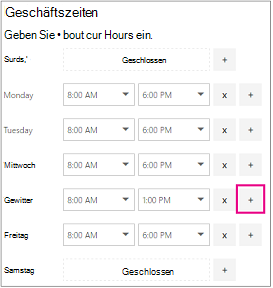 Geschäftszeiten
Geben Sie • bout cur Hours ein.
Surds,' Geschlossen +
Monday 8:00 AM 6:00 PM x +
Tuesday 8:00 AM 6:00 PM x +
Mittwoch 8:00 AM 6:00 PM x +
Gewitter 8:00 AM 1:00 PM x +
Freitag 8:00 AM 6:00 PM x +
Samstag Geschlossen +